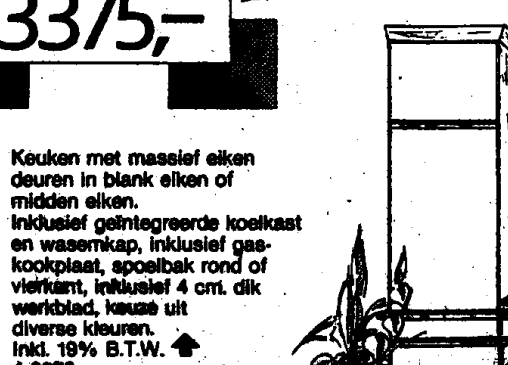 3375,-
Keuken met massief eiken
deuren in blank eiken of
midden eiken.
Inklusief geïntegreerde koelkast
en wasemkap, inklusief gas-
kookplaat, spoelbak rond of
vierkant, inklusief 4 cm. dik
werkblad, keuze uit
diverse kleuren.
Inkl. 19% B.T.W.